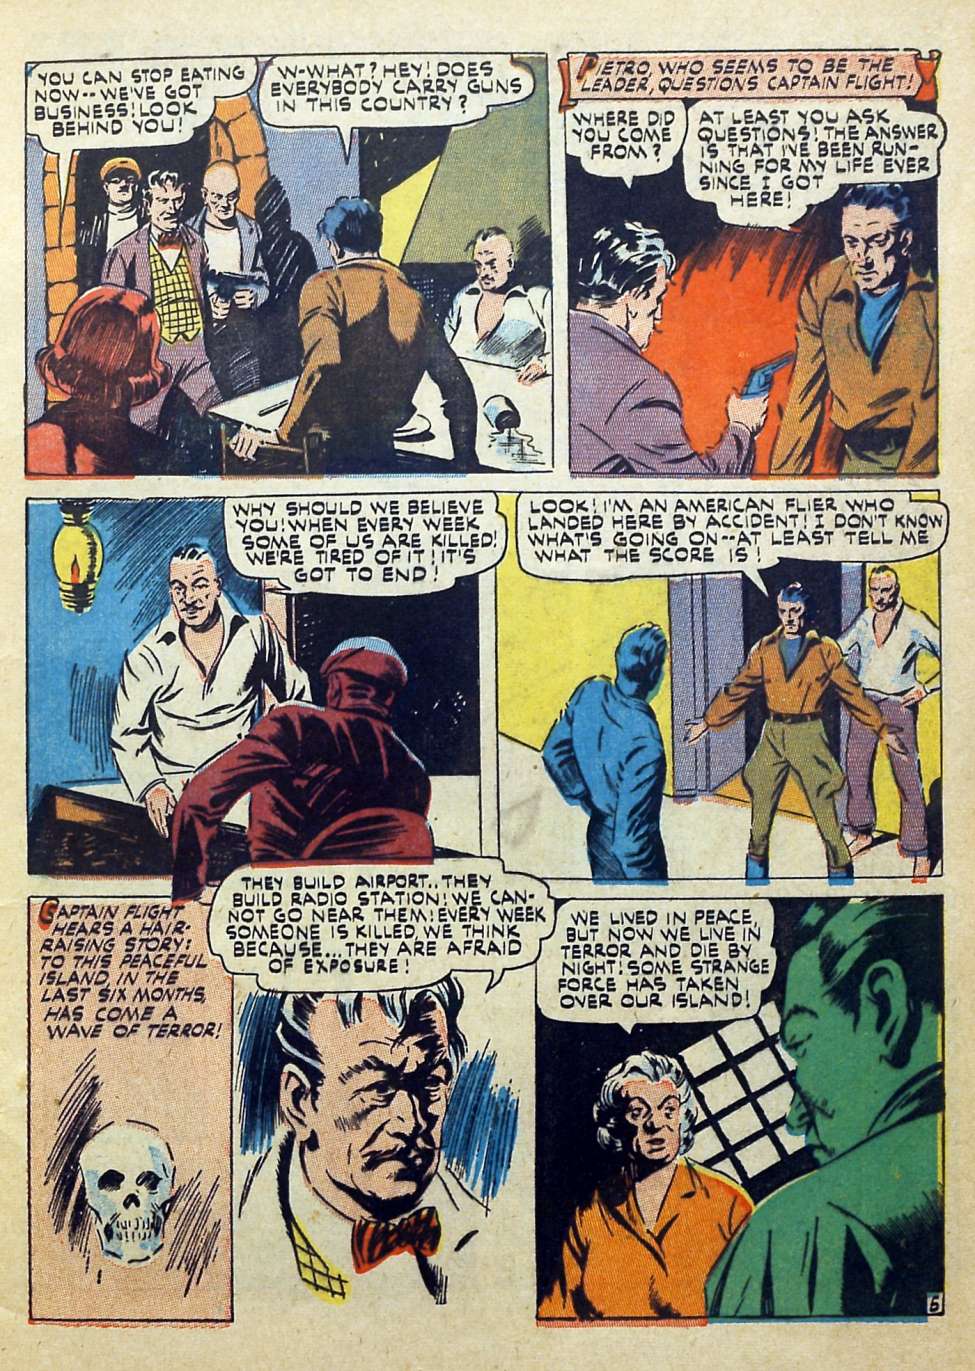 YOU CAN STOP EATING
NOW--WE'VE GOT
BUSINESS! LOOK
BEHIND YOU!
W-WHAT? HEY! DOES
EVERYBODY CARRY GUNS
IN THIS COUNTRY?
PIETRO, WHO SEEMS TO BE THE
LEADER, QUESTIONS CAPTAIN FLIGHT!
WHERE DID
YOU COME
FROM?
AT LEAST YOU ASK
QUESTIONS! THE ANSWER
IS THAT I'VE BEEN RUN-
NING FOR MY LIFE EVER
SINCE I GOT
HERE!
WHY SHOULD WE BELIEVE
YOU! WHEN EVERY WEEK
SOME OF US ARE KILLED!
WE'RE TIRED OF IT! IT'S
GOT TO END!
LOOK! I'M AN AMERICAN FLIER WHO
LANDED HERE BY ACCIDENT! I DON'T KNOW
WHAT'S GOING ON--AT LEAST TELL ME
WHAT THE SCORE IS!
CAPTAIN FLIGHT
HEARS A HAIR-
RAISING STORY:
TO THIS PEACEFUL
ISLAND, IN THE
LAST SIX MONTHS,
HAS COME A
WAVE OF TERROR!
THEY BUILD AIRPORT.. THEY
BUILD RADIO STATION! WE CAN-
NOT GO NEAR THEM! EVERY WEEK
SOMEONE IS KILLED, WE THINK
BECAUSE... THEY ARE AFRAID
OF EXPOSURE!
WE LIVED IN PEACE,
BUT NOW WE LIVE IN
TERROR AND DIE BY
NIGHT! SOME STRANGE
FORCE HAS TAKEN
OVER OUR ISLAND!
5